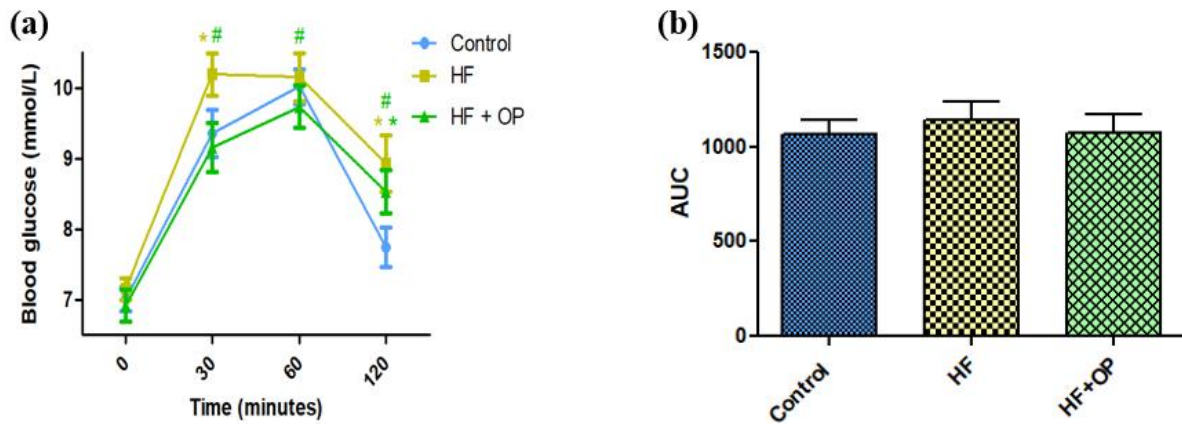 (a)
Blood glucose (mmol/L)
10
9
8
7
* #
#
#
* *
0
30
60
120
Time (minutes)
Control
HF
HF + OP
(b)
AUC
1500
1000
500
0
Control
HF
HF+OP